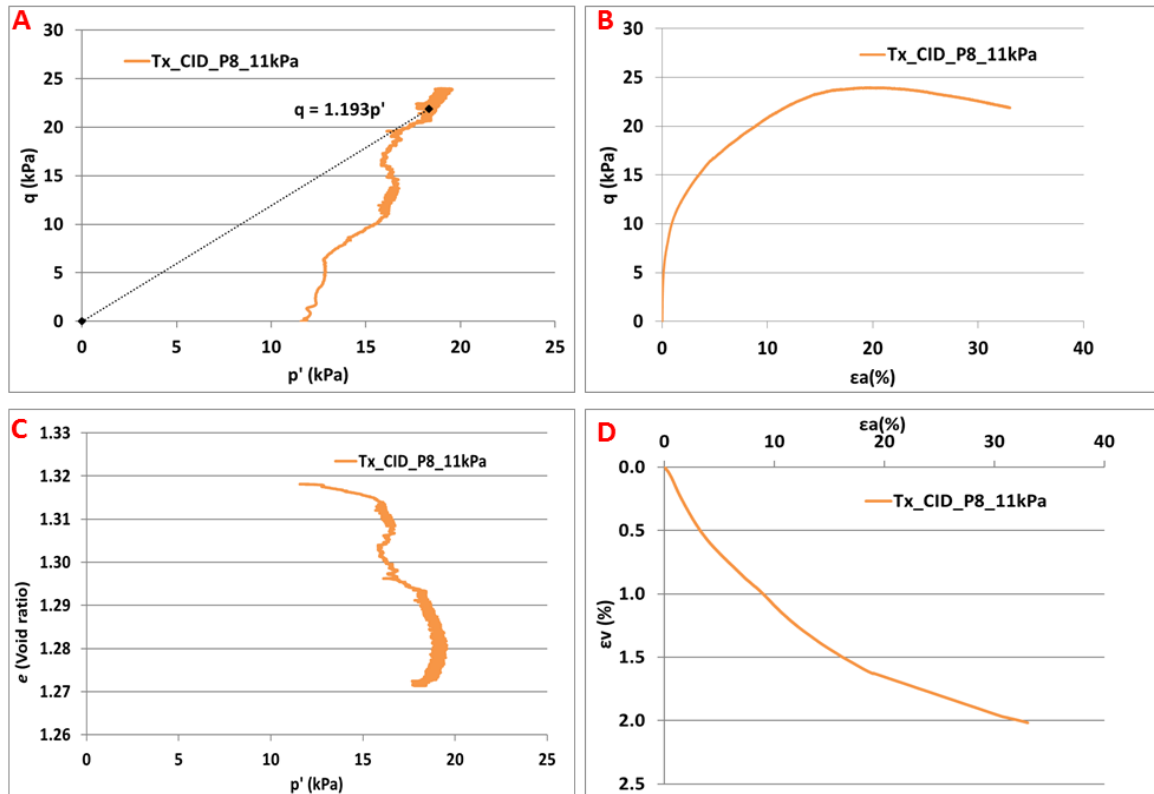 A
30
25
20
15
10
5
0
q (kPa)
Tx_CID_P8_11kPa
q = 1.193p'
0 5 10 15 20 25
p' (kPa)
B
30
25
20
15
10
5
0
q (kPa)
Tx_CID_P8_11kPa
0 10 20 30 40
εa(%)
C
1.33
1.32
1.31
1.30
1.29
1.28
1.27
1.26
e (Void ratio)
Tx_CID_P8_11kPa
0 5 10 15 20 25
p' (kPa)
D
εa(%)
0 10 20 30 40
0.0
0.5
1.0
1.5
2.0
2.5
εv (%)
Tx_CID_P8_11kPa